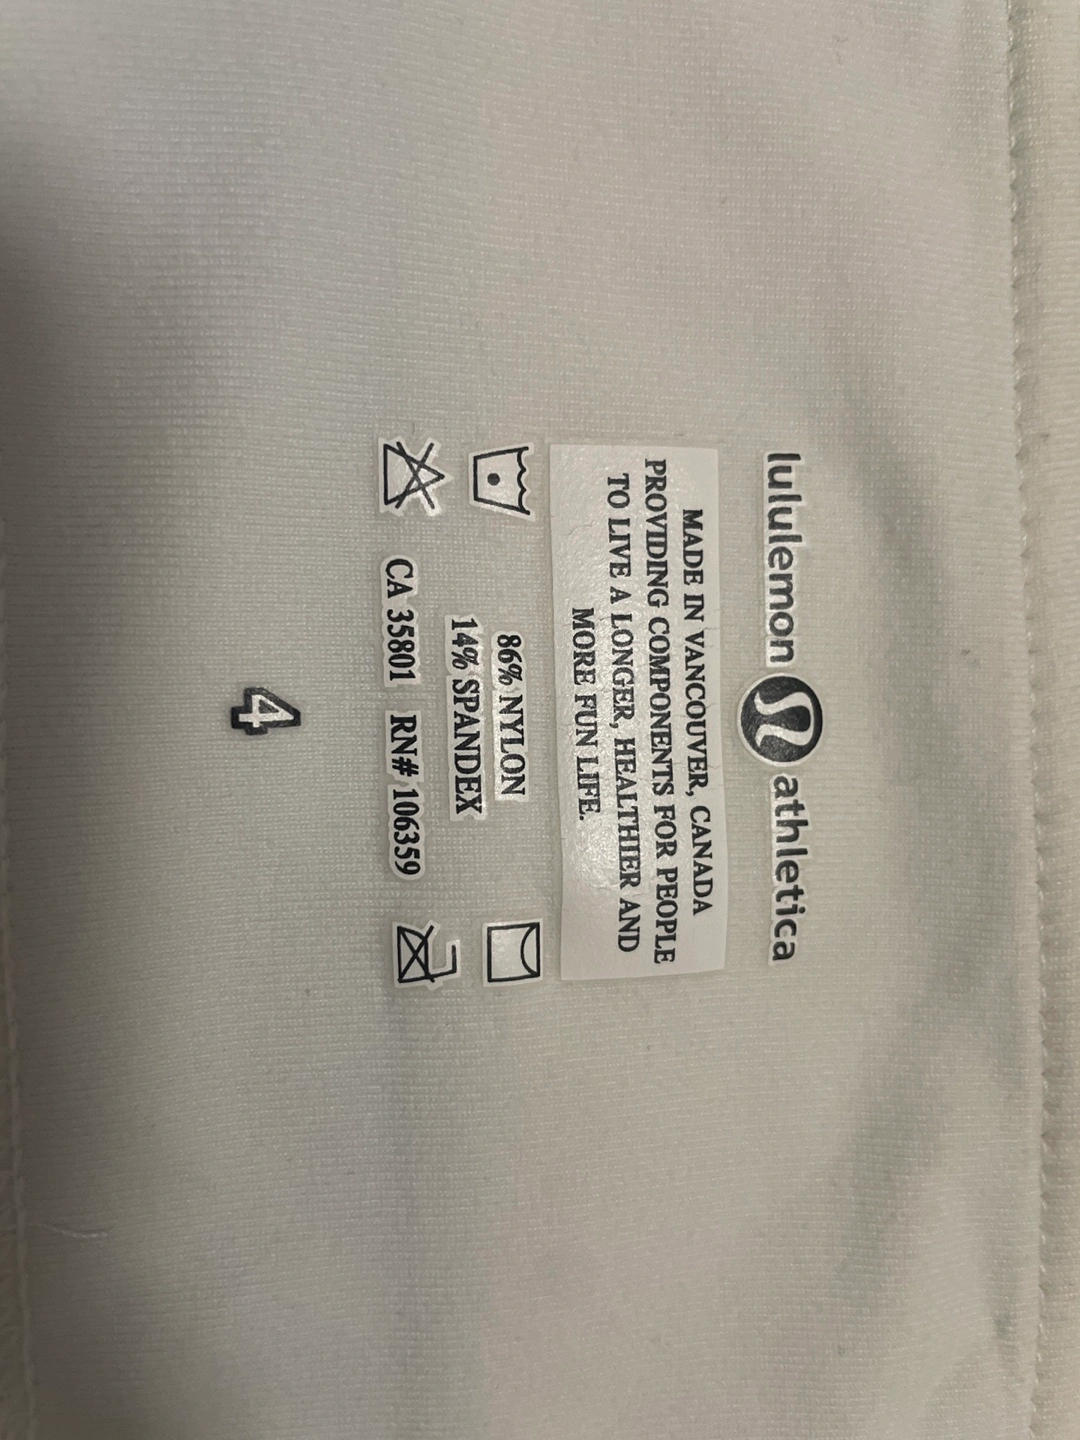 lululemon athletica
MADE IN VANCOUVER, CANADA
PROVIDING COMPONENTS FOR PEOPLE
TO LIVE A LONGER, HEALTHIER AND
MORE FUN LIFE.
86% NYLON
14% SPANDEX
CA 35801 RN# 106359
4